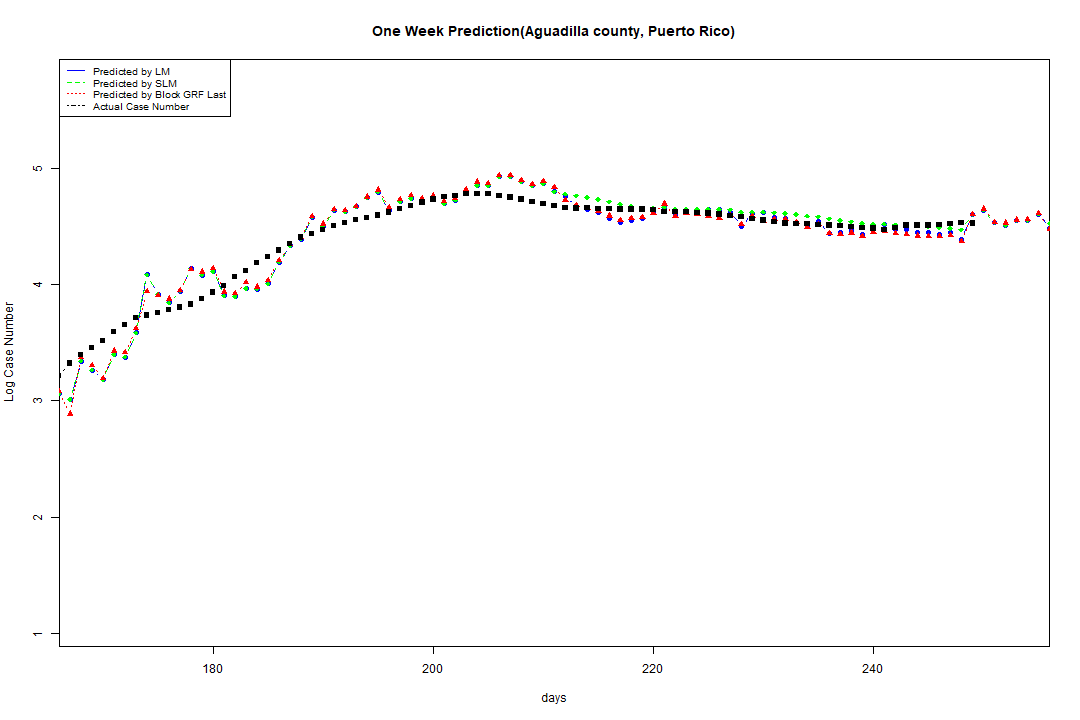 One Week Prediction(Aguadilla county, Puerto Rico)
Predicted by LM
Predicted by SLM
Predicted by Block GRF Last
Actual Case Number
5
4
3
2
1
Log Case Number
180 200 220 240
days